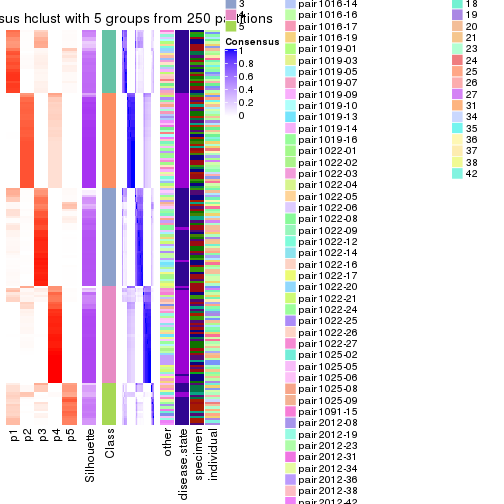 sus hclust with 5 groups from 250 pa titions
3
4
5
Consensus
1
0.8
0.6
0.4
0.2
0
p1
p2
p3
p4
p5
Silhouette
Class
other
disease.state
specimen
individual
pair1016-14
pair1016-16
pair1016-17
pair1019-01
pair1019-03
pair1019-05
pair1019-07
pair1019-09
pair1019-10
pair1019-13
pair1019-14
pair1019-16
pair1022-01
pair1022-02
pair1022-03
pair1022-04
pair1022-05
pair1022-06
pair1022-08
pair1022-09
pair1022-12
pair1022-14
pair1022-16
pair1022-17
pair1022-20
pair1022-21
pair1022-24
pair1022-25
pair1022-26
pair1022-27
pair1025-02
pair1025-05
pair1025-06
pair1025-08
pair1025-09
pair1091-15
pair2012-08
pair2012-19
pair2012-23
pair2012-31
pair2012-34
pair2012-36
pair2012-38
pair2012-42
18
19
20
21
23
24
25
26
27
31
34
35
36
37
38
42